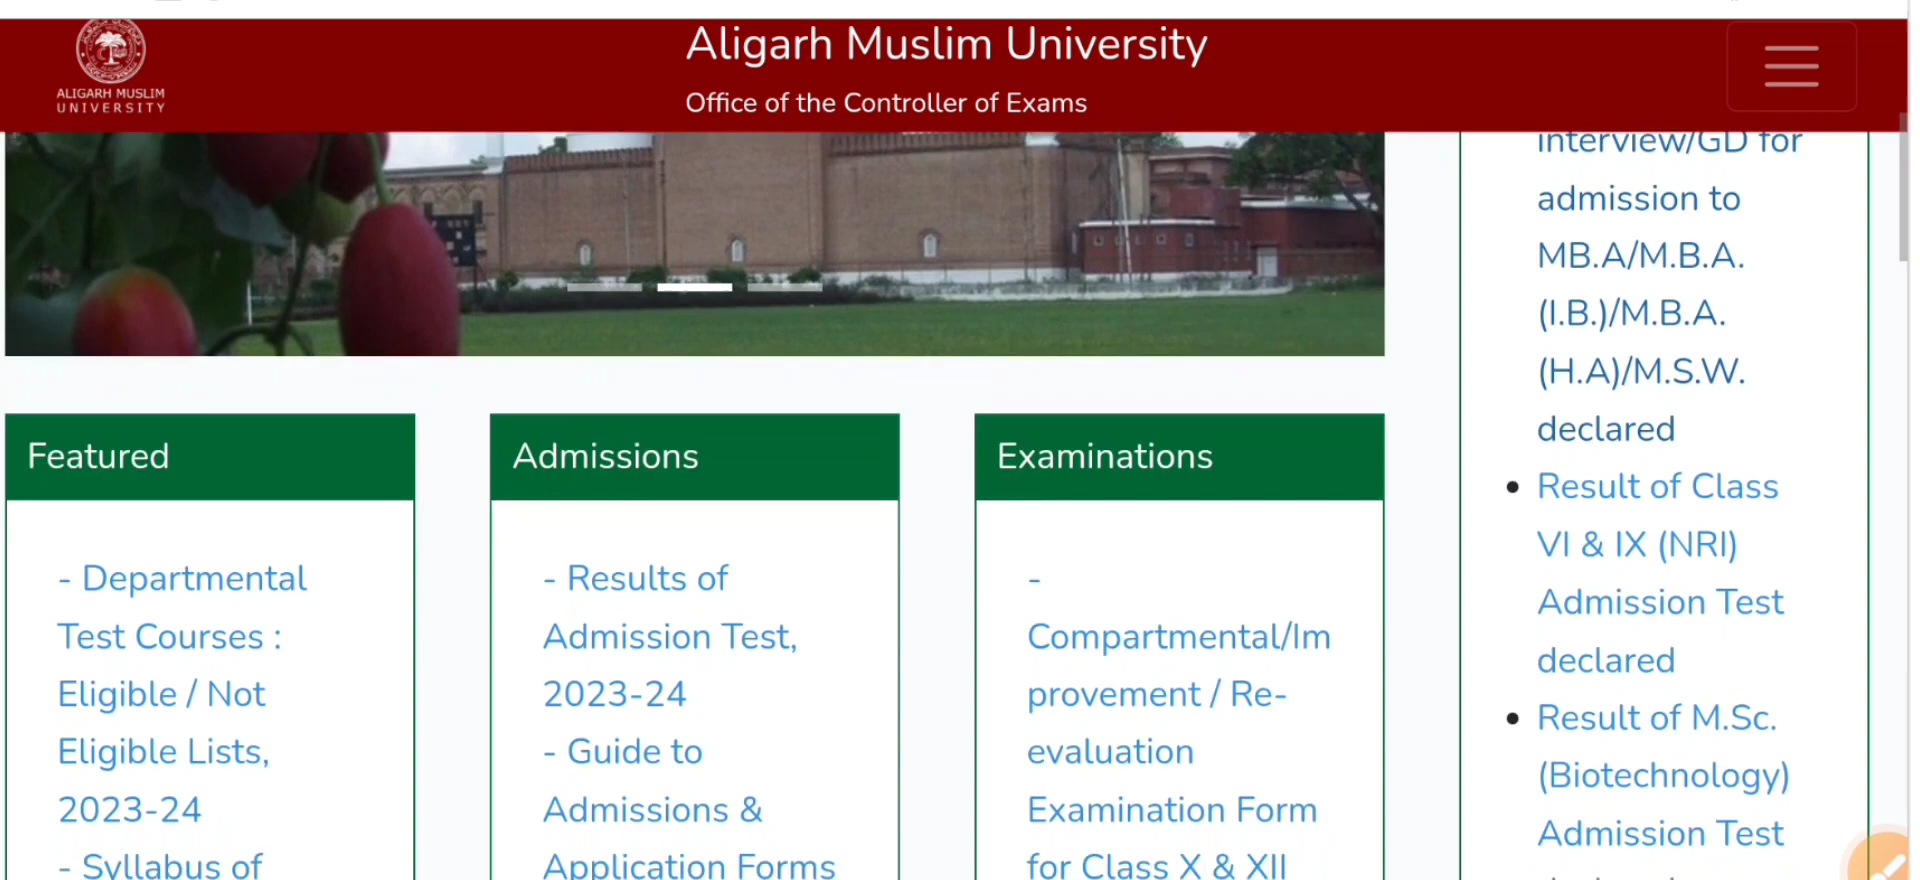 ALIGARH MUSLIM
UNIVERSITY
Aligarh Muslim University
Office of the Controller of Exams
Featured
- Departmental
Test Courses :
Eligible / Not
Eligible Lists,
2023-24
- Syllabus of
Admissions
- Results of
Admission Test,
2023-24
- Guide to
Admissions &
Application Forms
Examinations
-
Compartmental/Im
provement / Re-
evaluation
Examination Form
for Class X & XII
interview/GD for
admission to
MB.A/M.B.A.
(I.B.)/M.B.A.
(H.A)/M.S.W.
declared
• Result of Class
VI & IX (NRI)
Admission Test
declared
• Result of M.Sc.
(Biotechnology)
Admission Test